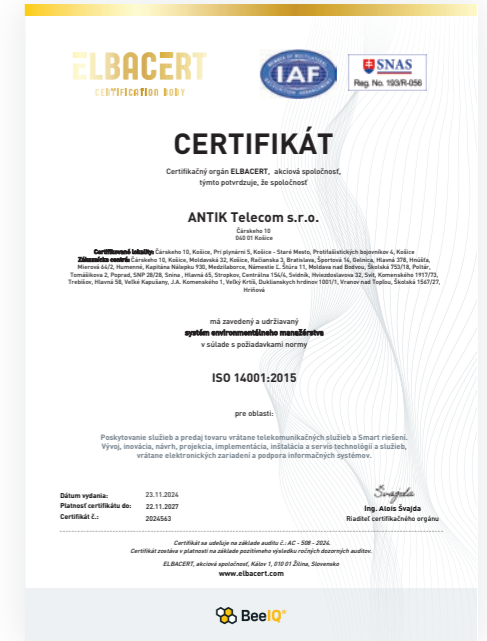 ELBACERT
CERTIFICATION BODY
IAF
SNAS
Reg. No. 193/R-056
CERTIFIKÁT
Certifikačný orgán ELBACERT, akciová spoločnosť,
týmto potvrdzuje, že spoločnosť
ANTIK Telecom s.r.o.
Čárskeho 10
040 01 Košice
Certifikované lokality: Čárskeho 10, Košice, Pri plynárni 5, Košice - Staré Mesto, Protifašistických bojovníkov 4, Košice
Zákaznícke centrá: Čárskeho 10, Košice, Moldavská 32, Košice, Račianska 3, Bratislava, Športová 14, Gelnica, Hlavná 378, Hnúšťa,
Mierová 64/2, Humenné, Kapitána Nálepku 930, Medzilaborce, Námestie Ľ. Štúra 11, Moldava nad Bodvou, Školská 753/18, Poltár,
Tomášikova 2, Poprad, SNP 28/28, Snina, Hlavná 65, Stropkov, Centrálna 156/4, Svidník, Hviezdoslavova 32, Svit, Komenského 1917/73,
Trebišov, Hlavná 58, Veľké Kapušany, J.A. Komenského 1, Veľký Krtíš, Duklianskych hrdinov 1001/1, Vranov nad Topľou, Školská 1567/27,
Hriňová
má zavedený a udržiavaný
systém environmentálneho manažérstva
v súlade s požiadavkami normy
ISO 14001:2015
pre oblasti:
Poskytovanie služieb a predaj tovaru vrátane telekomunikačných služieb a Smart riešení.
Vývoj, inovácia, návrh, projekcia, implementácia, inštalácia a servis technológií a služieb,
vrátane elektronických zariadení a podpora informačných systémov.
Dátum vydania: 23.11.2024
Platnosť certifikátu do: 22.11.2027
Certifikát č.: 2024563
Ing. Alois Švajda
Riaditeľ certifikačného orgánu
Certifikát sa udeľuje na základe auditu č.: AC - 508 - 2024.
Certifikát zostáva v platnosti na základe pozitívneho výsledku ročných dozorných auditov.
ELBACERT, akciová spoločnosť, Kálov 1, 010 01 Žilina, Slovensko
www.elbacert.com
BeeIQ